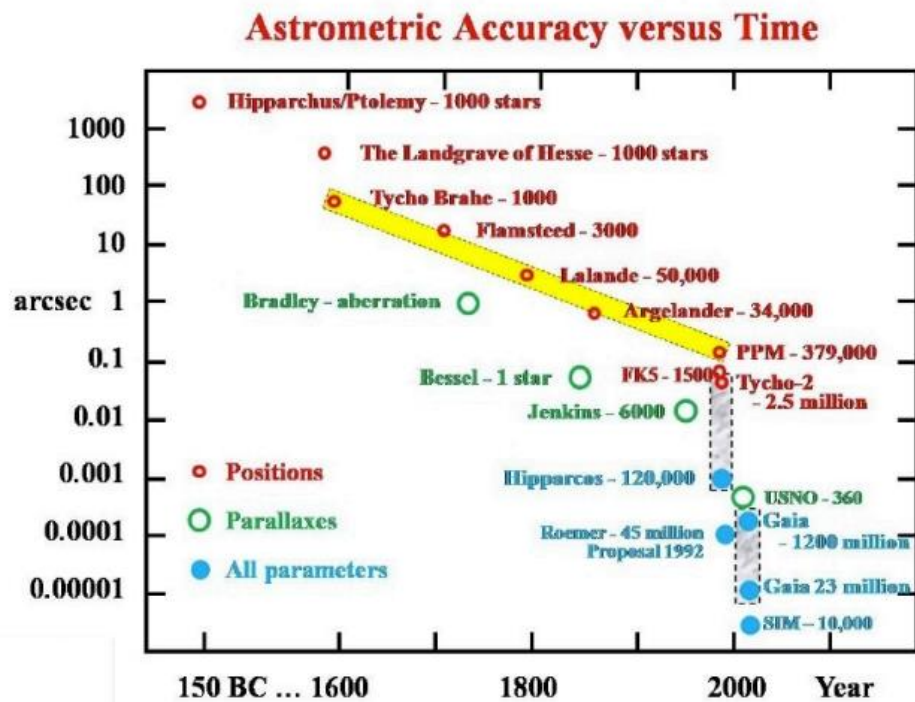 Astrometric Accuracy versus Time
Hipparchus/Ptolemy - 1000 stars
1000
The Landgrave of Hesse - 1000 stars
100
Tycho Brahe - 1000
Flamsteed - 3000
10
Lalande - 50,000
arcsec 1
Bradley - aberration
Argelander - 34,000
0.1
PPM - 379,000
Bessel - 1 star
FK5 - 1500
Tycho-2
- 2.5 million
Jenkins - 6000
0.01
0.001
Positions
Hipparcos - 120,000
USNO - 360
Parallaxes
0.0001
Roemer - 45 million
Proposal 1992
Gaia
- 1200 million
All parameters
0.00001
Gaia 23 million
SIM - 10,000
150 BC ... 1600 1800 2000 Year